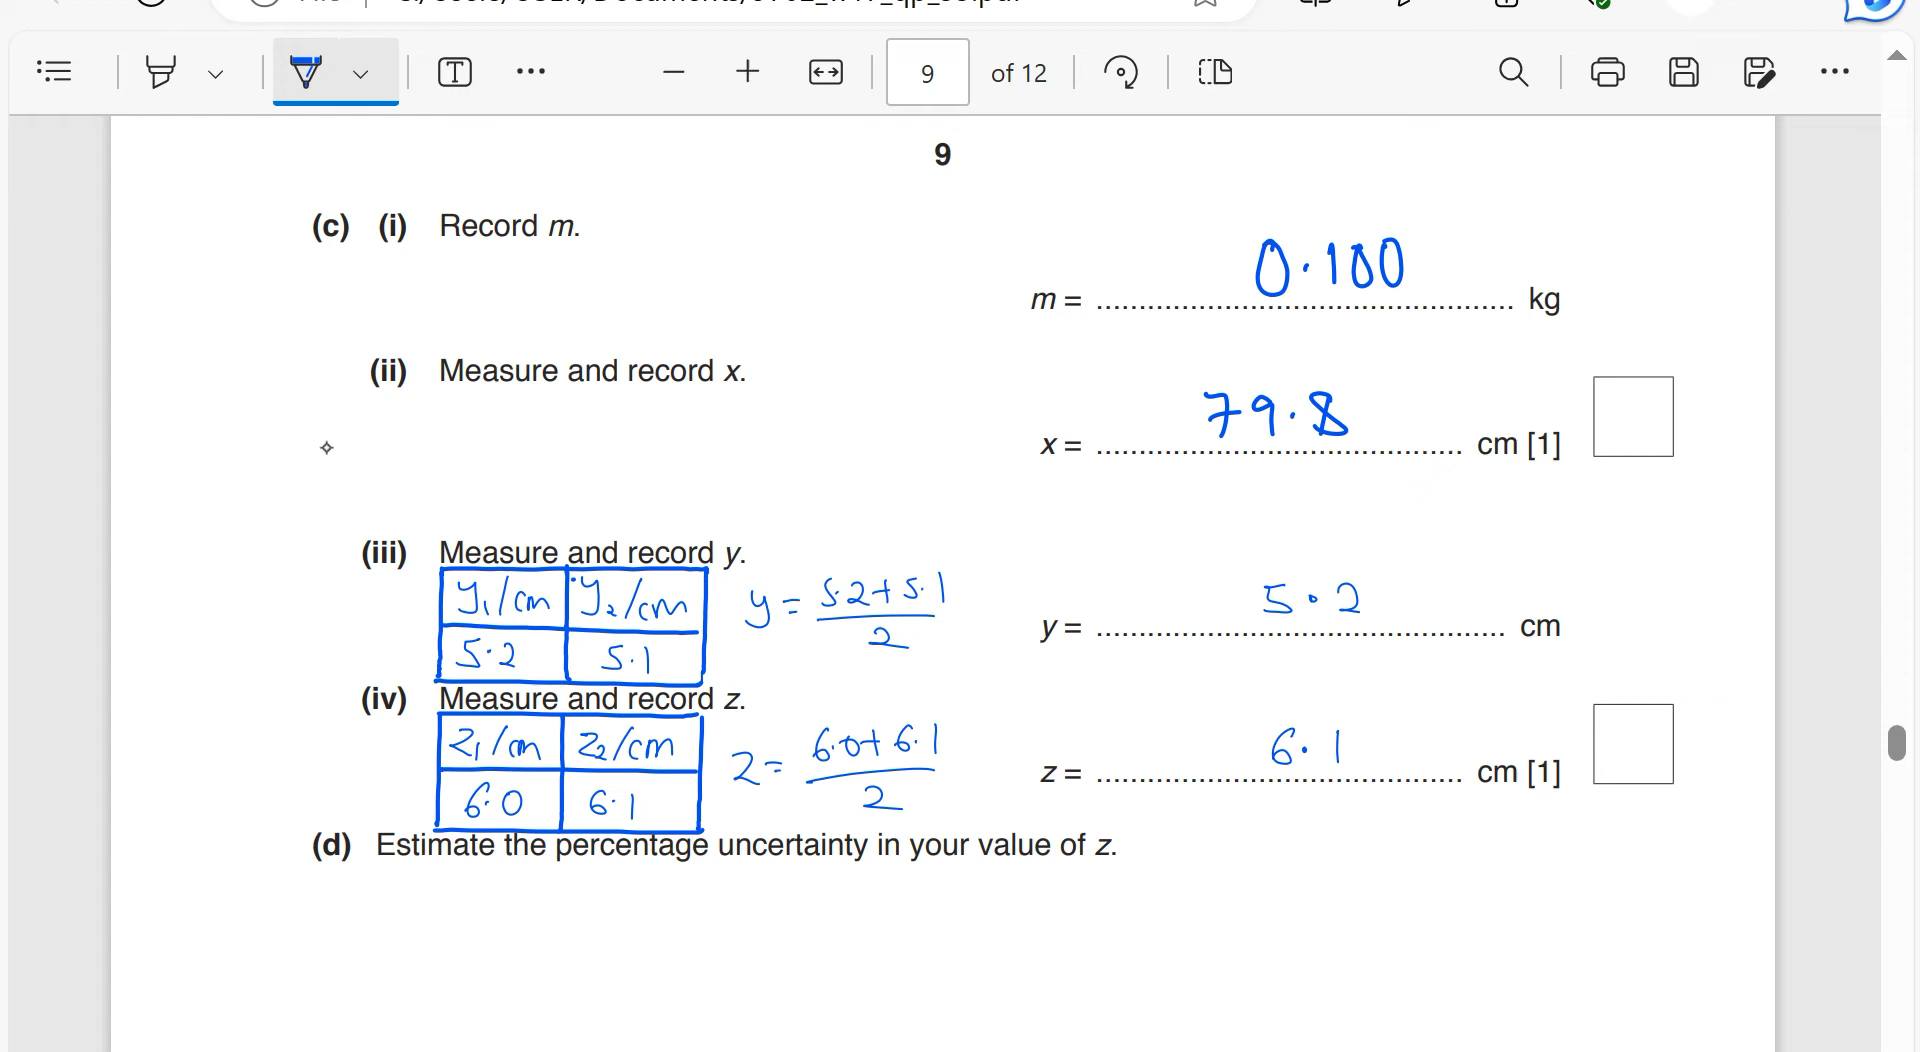 9 of 12
9
(c) (i) Record m.
0.100
m = ................................................ kg
(ii) Measure and record x.
79.8
x = .......................................... cm [1]
(iii) Measure and record y.
y₁/cm y₂/cm
5.2 5.1
y = 5.2+5.1 / 2
5.2
y = ............................................... cm
(iv) Measure and record z.
z₁/cm z₂/cm
6.0 6.1
z = 6.0+6.1 / 2
6.1
z = .......................................... cm [1]
(d) Estimate the percentage uncertainty in your value of z.